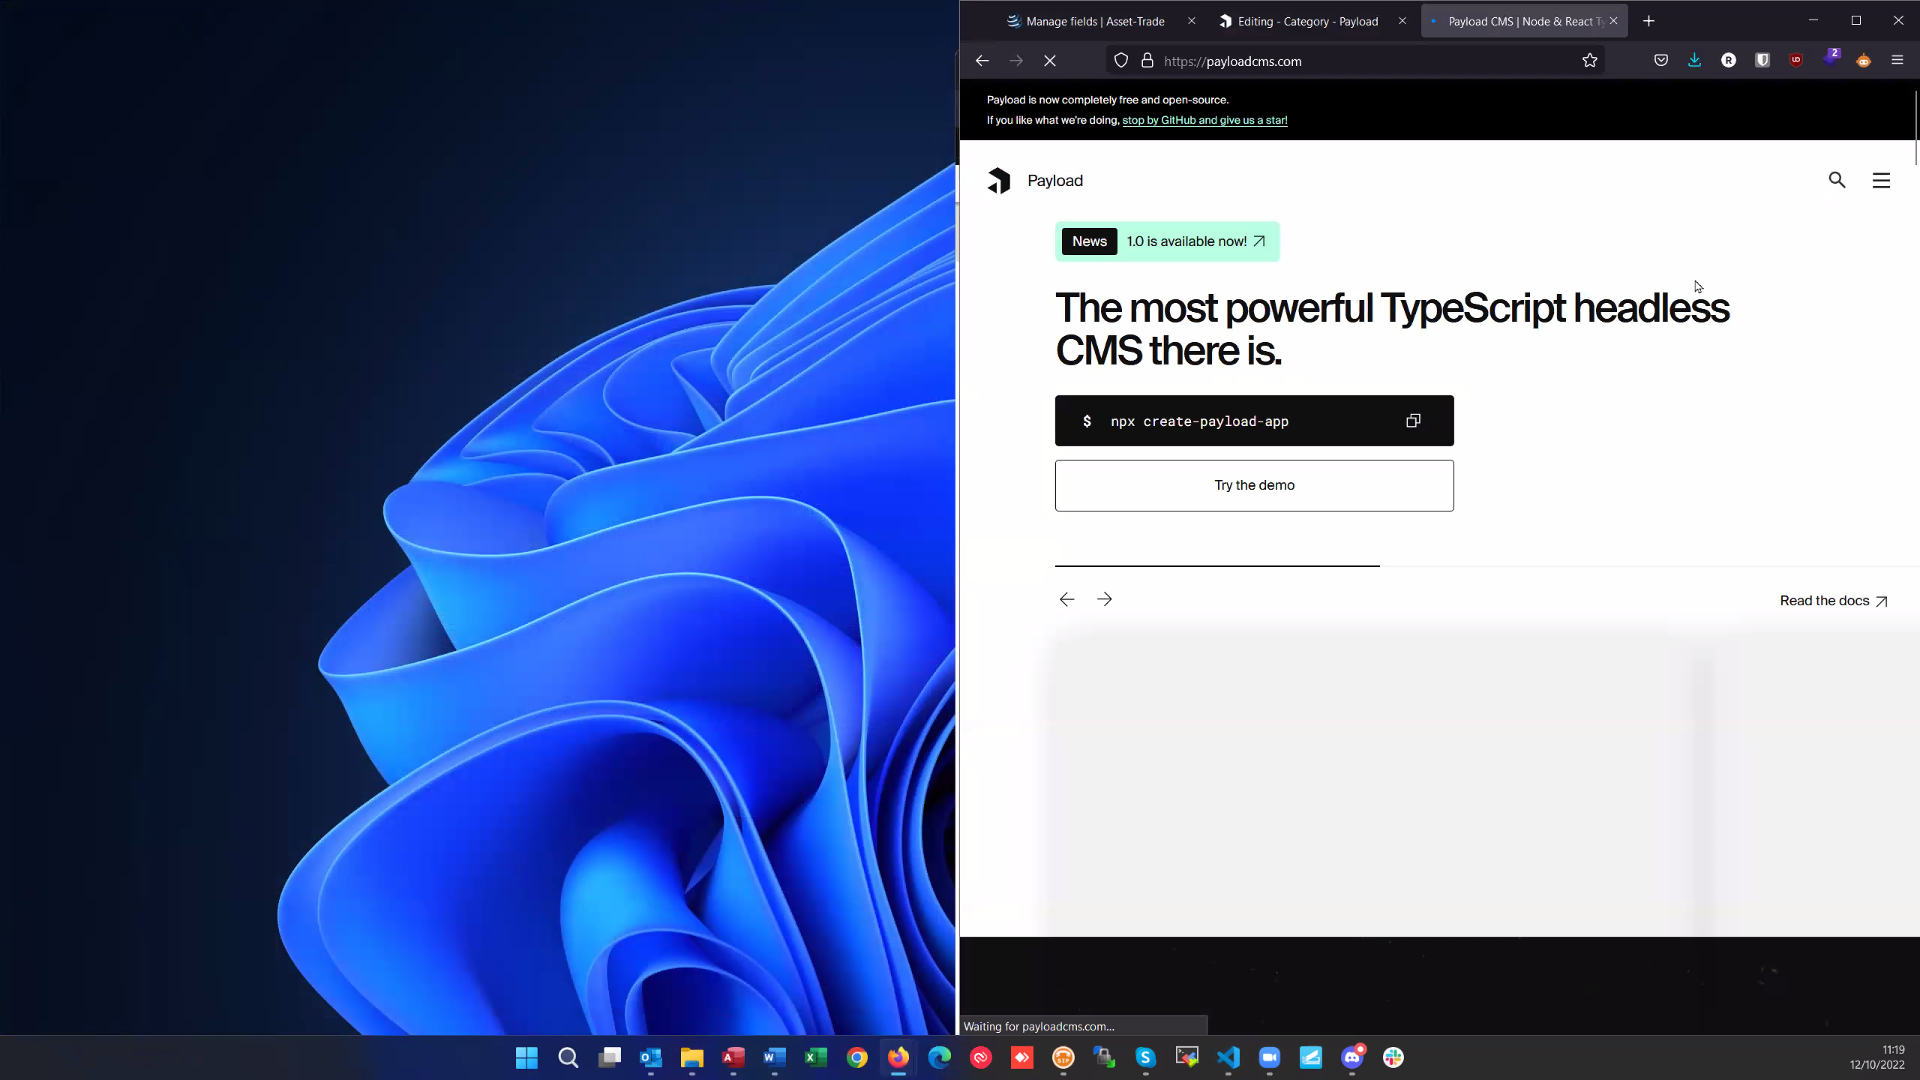 Manage fields | Asset-Trade
Editing - Category - Payload
Payload CMS | Node & React Ty
https://payloadcms.com
2
Payload is now completely free and open-source.
If you like what we're doing, stop by GitHub and give us a star!
Payload
News 1.0 is available now!
The most powerful TypeScript headless
CMS there is.
$ npx create-payload-app
Try the demo
Read the docs
Waiting for payloadcms.com...
11:19
12/10/2022